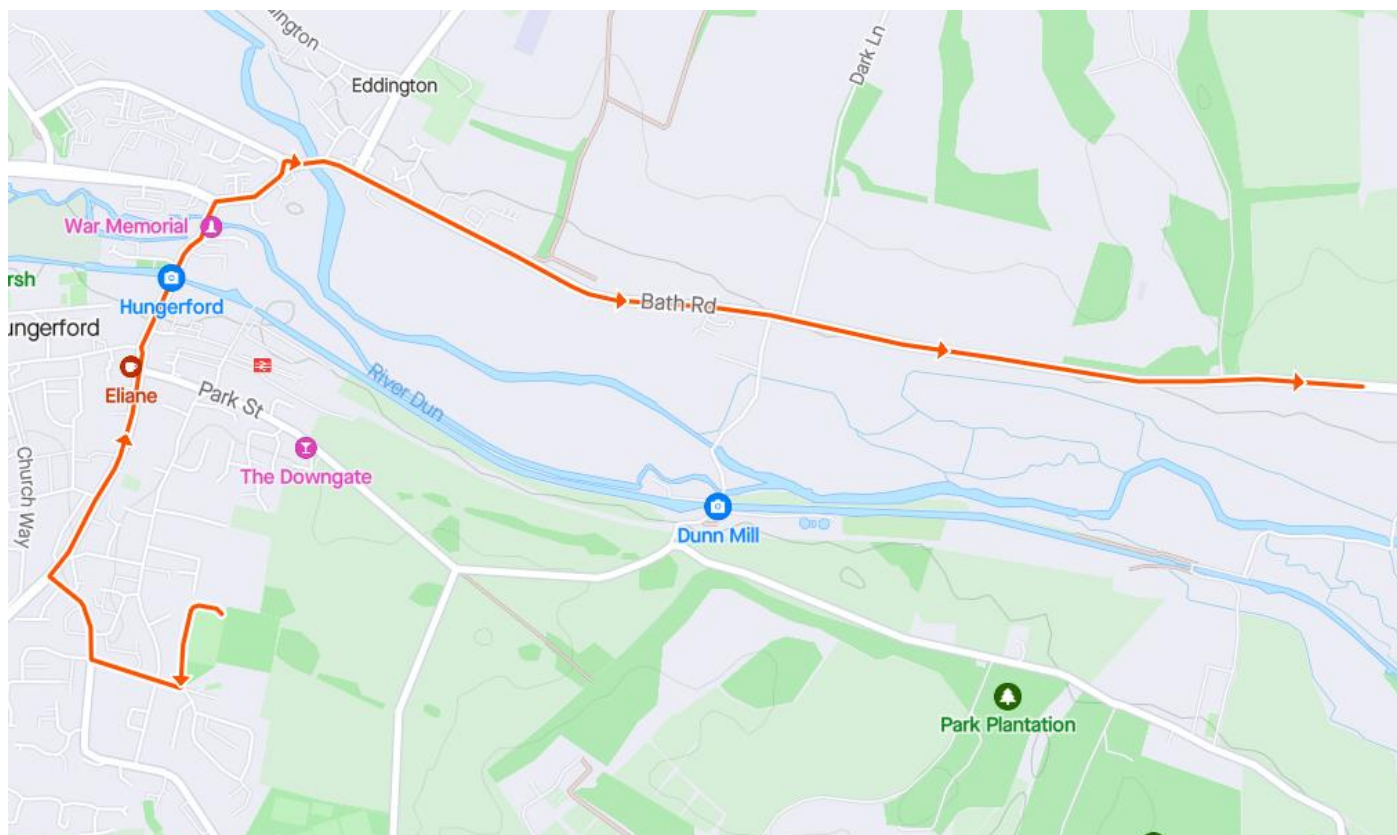 dington
Eddington
Dark Ln
War Memorial
rsh
Hungerford
Bath Rd
ungerford
Eliane
Park St
River Dun
The Downgate
Church Way
Dunn Mill
Park Plantation